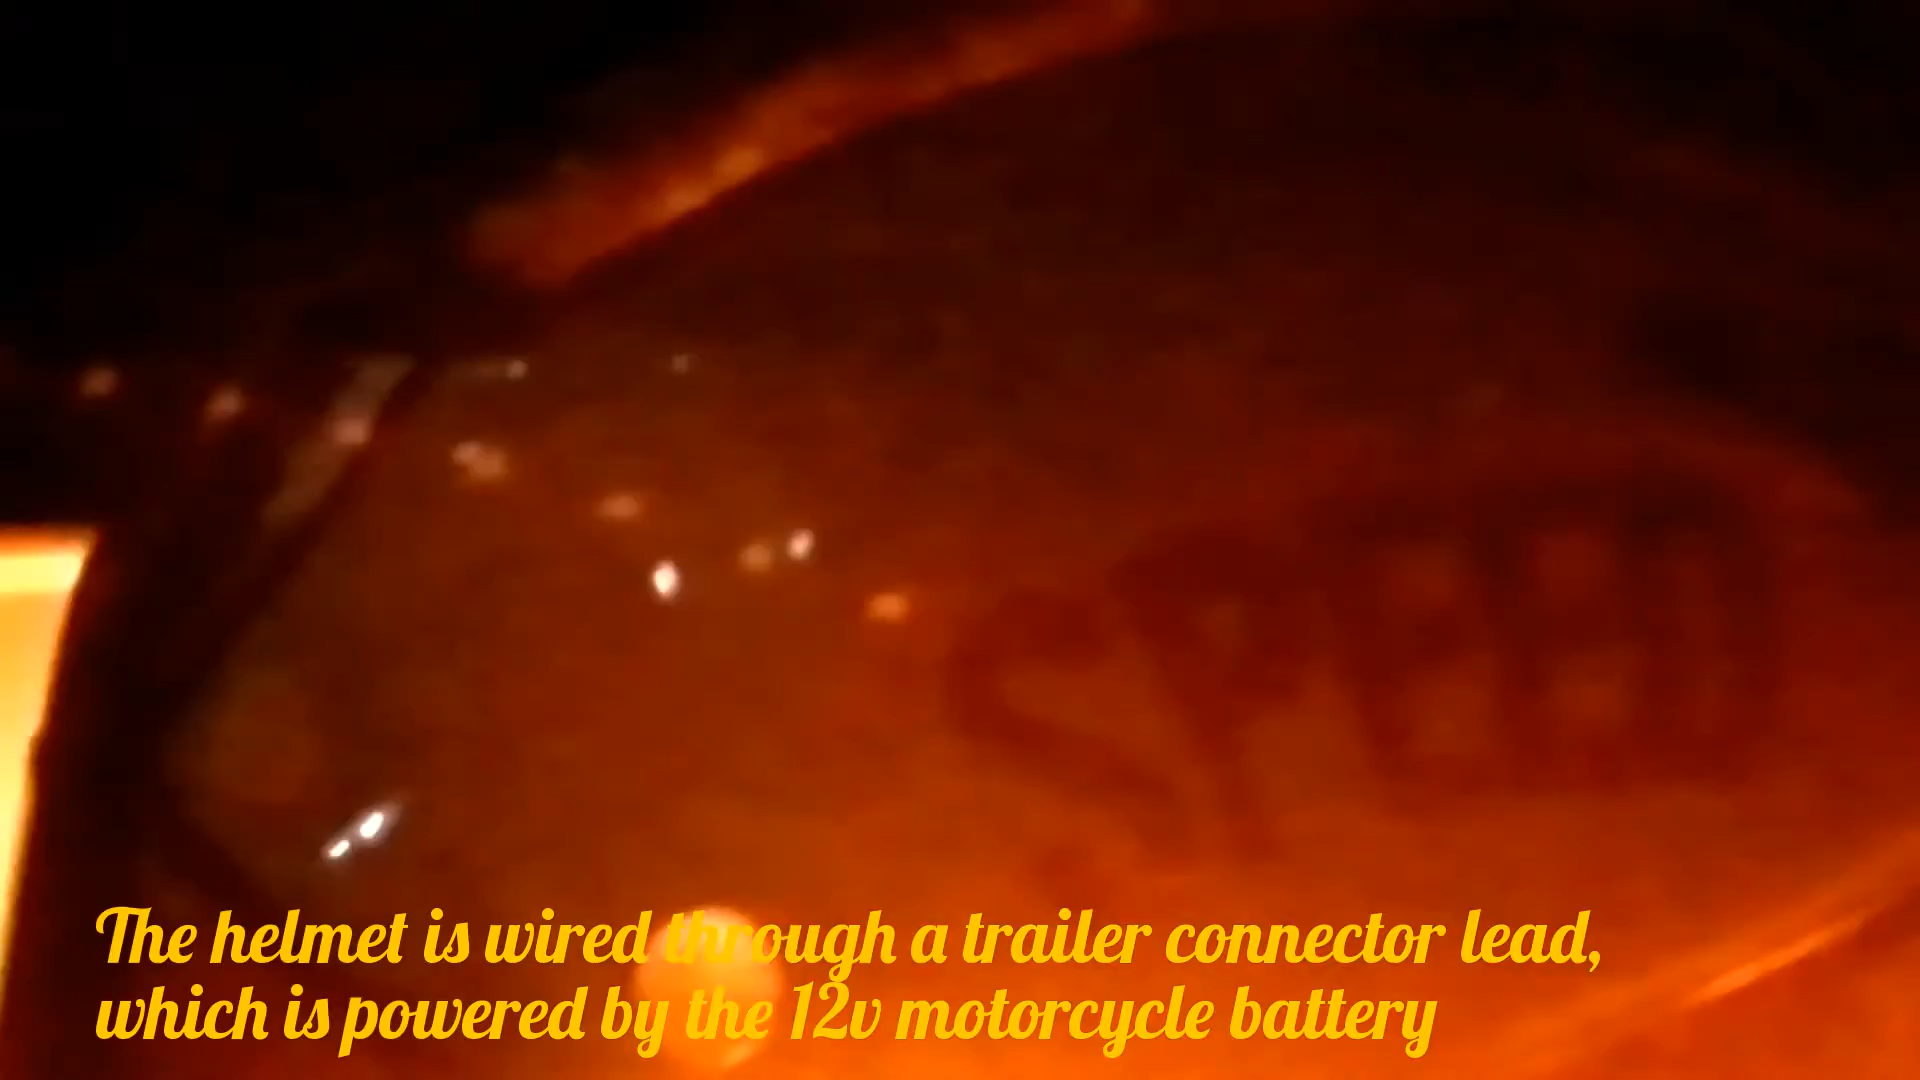 The helmet is wired through a trailer connector lead,
which is powered by the 12v motorcycle battery